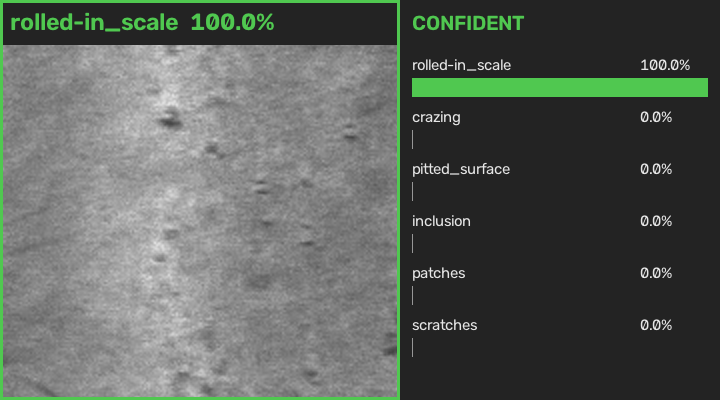 rolled-in_scale 100.0%
CONFIDENT
rolled-in_scale 100.0%
crazing 0.0%
pitted_surface 0.0%
inclusion 0.0%
patches 0.0%
scratches 0.0%